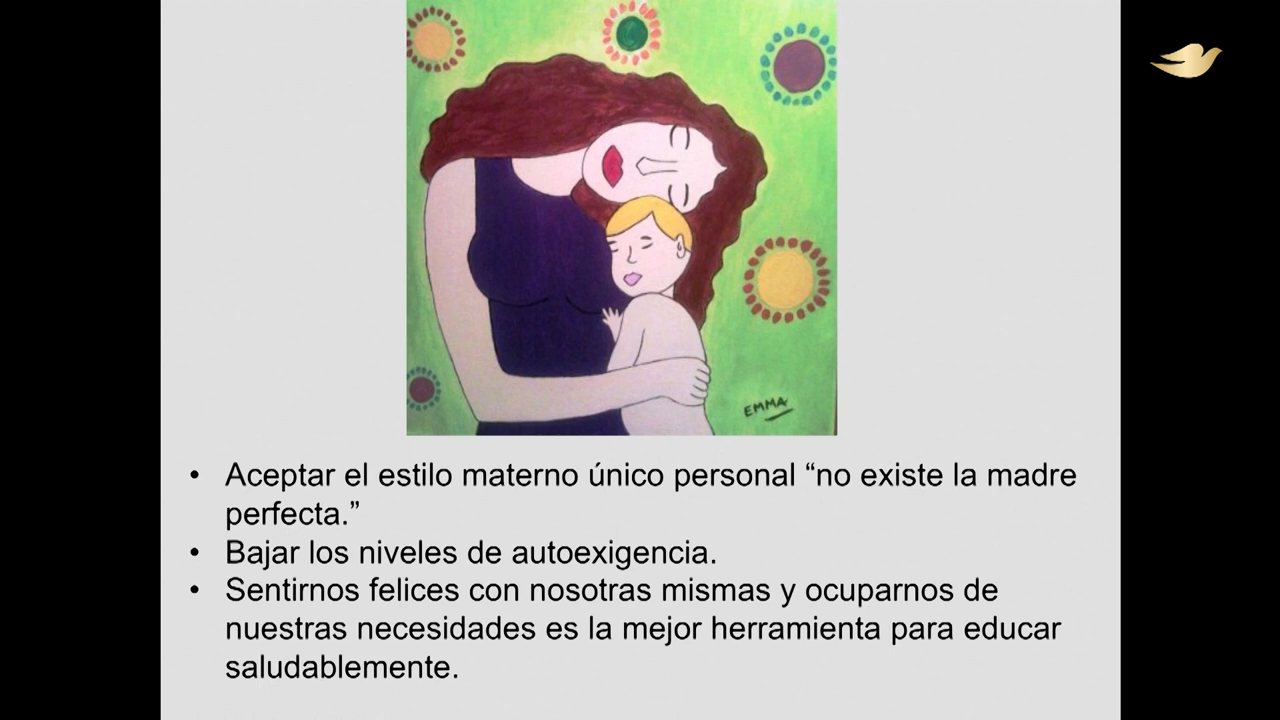 EMMA
• Aceptar el estilo materno único personal “no existe la madre
perfecta.”
• Bajar los niveles de autoexigencia.
• Sentirnos felices con nosotras mismas y ocuparnos de
nuestras necesidades es la mejor herramienta para educar
saludablemente.